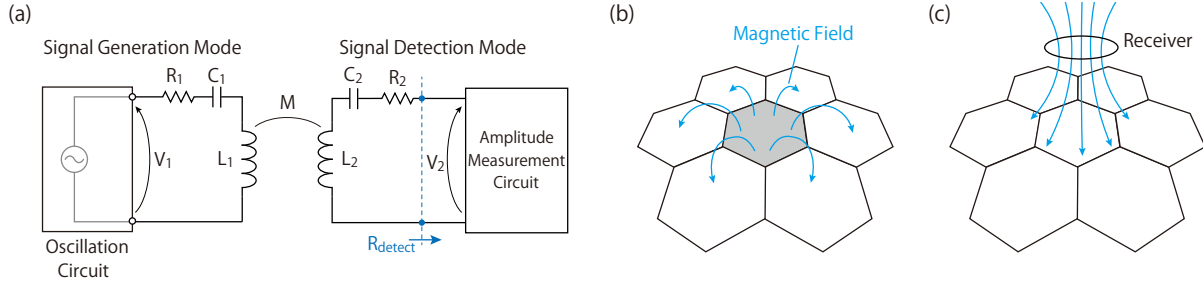 (a)
Signal Generation Mode
R1
C1
V1
L1
Oscillation
Circuit
M
Signal Detection Mode
C2
R2
L2
V2
Rdetect
Amplitude
Measurement
Circuit
(b)
Magnetic Field
(c)
Receiver